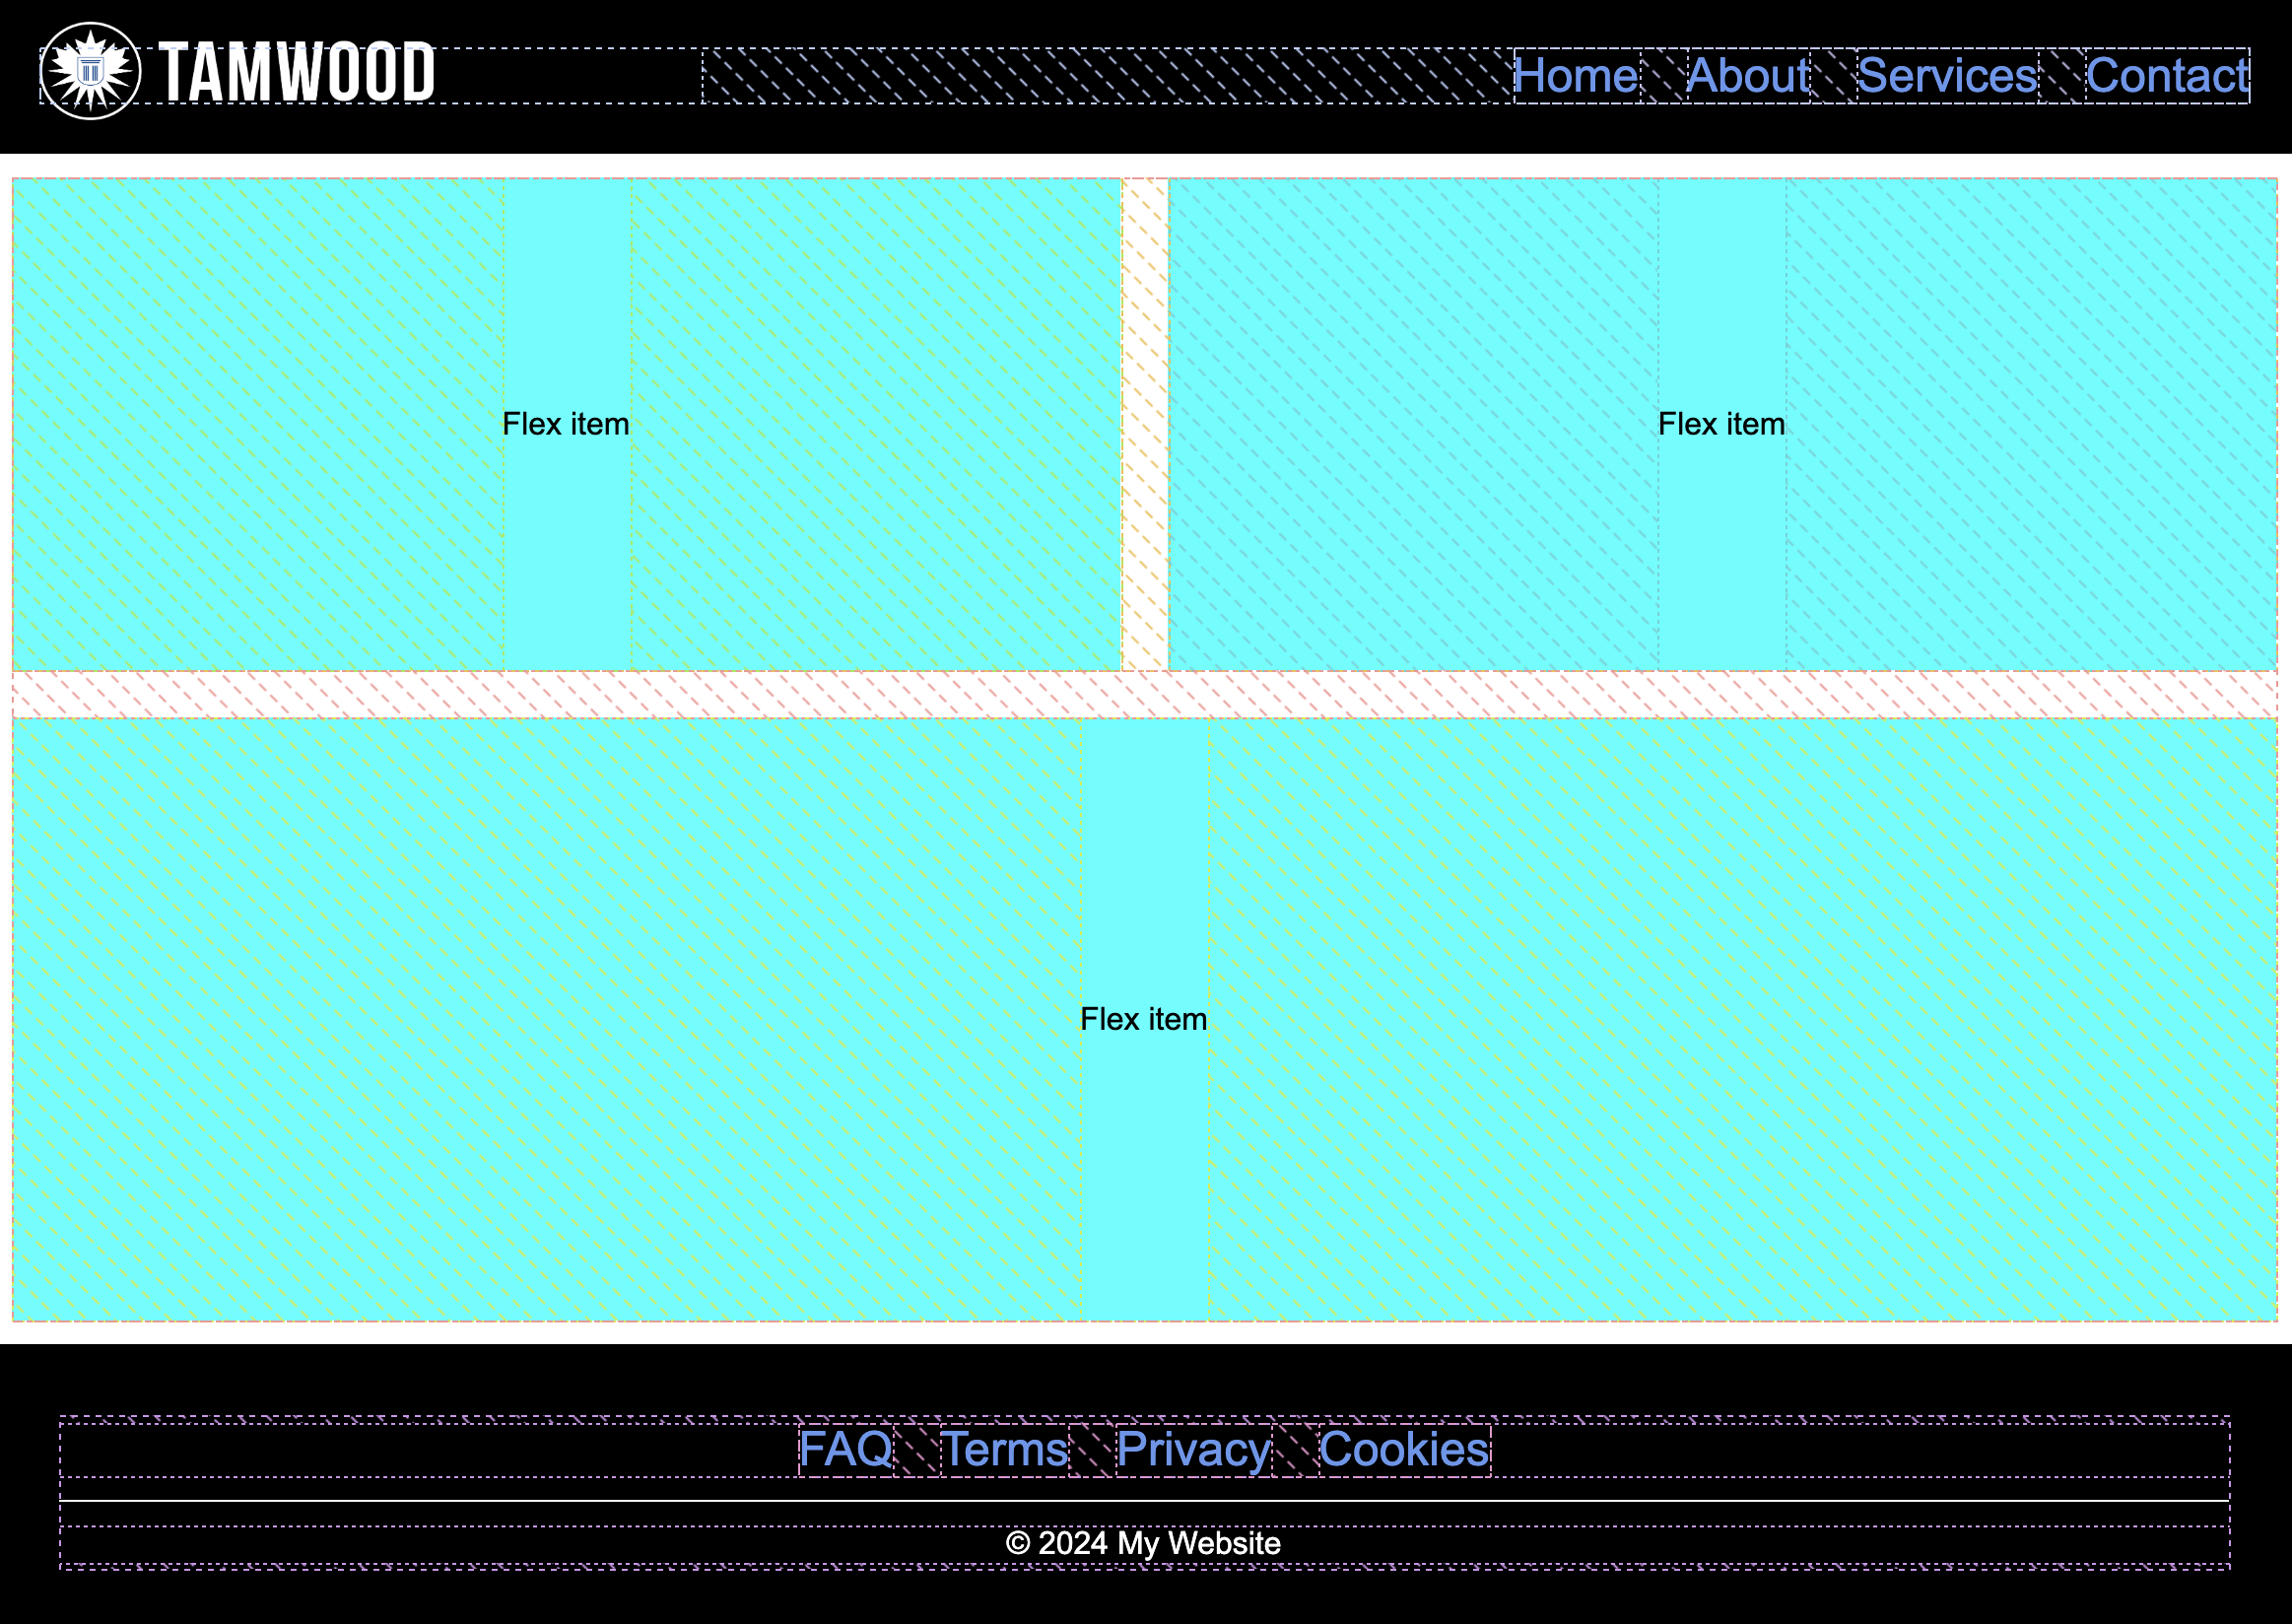 TAMWOOD Home About Services Contact
Flex item Flex item
Flex item
FAQ Terms Privacy Cookies
© 2024 My Website